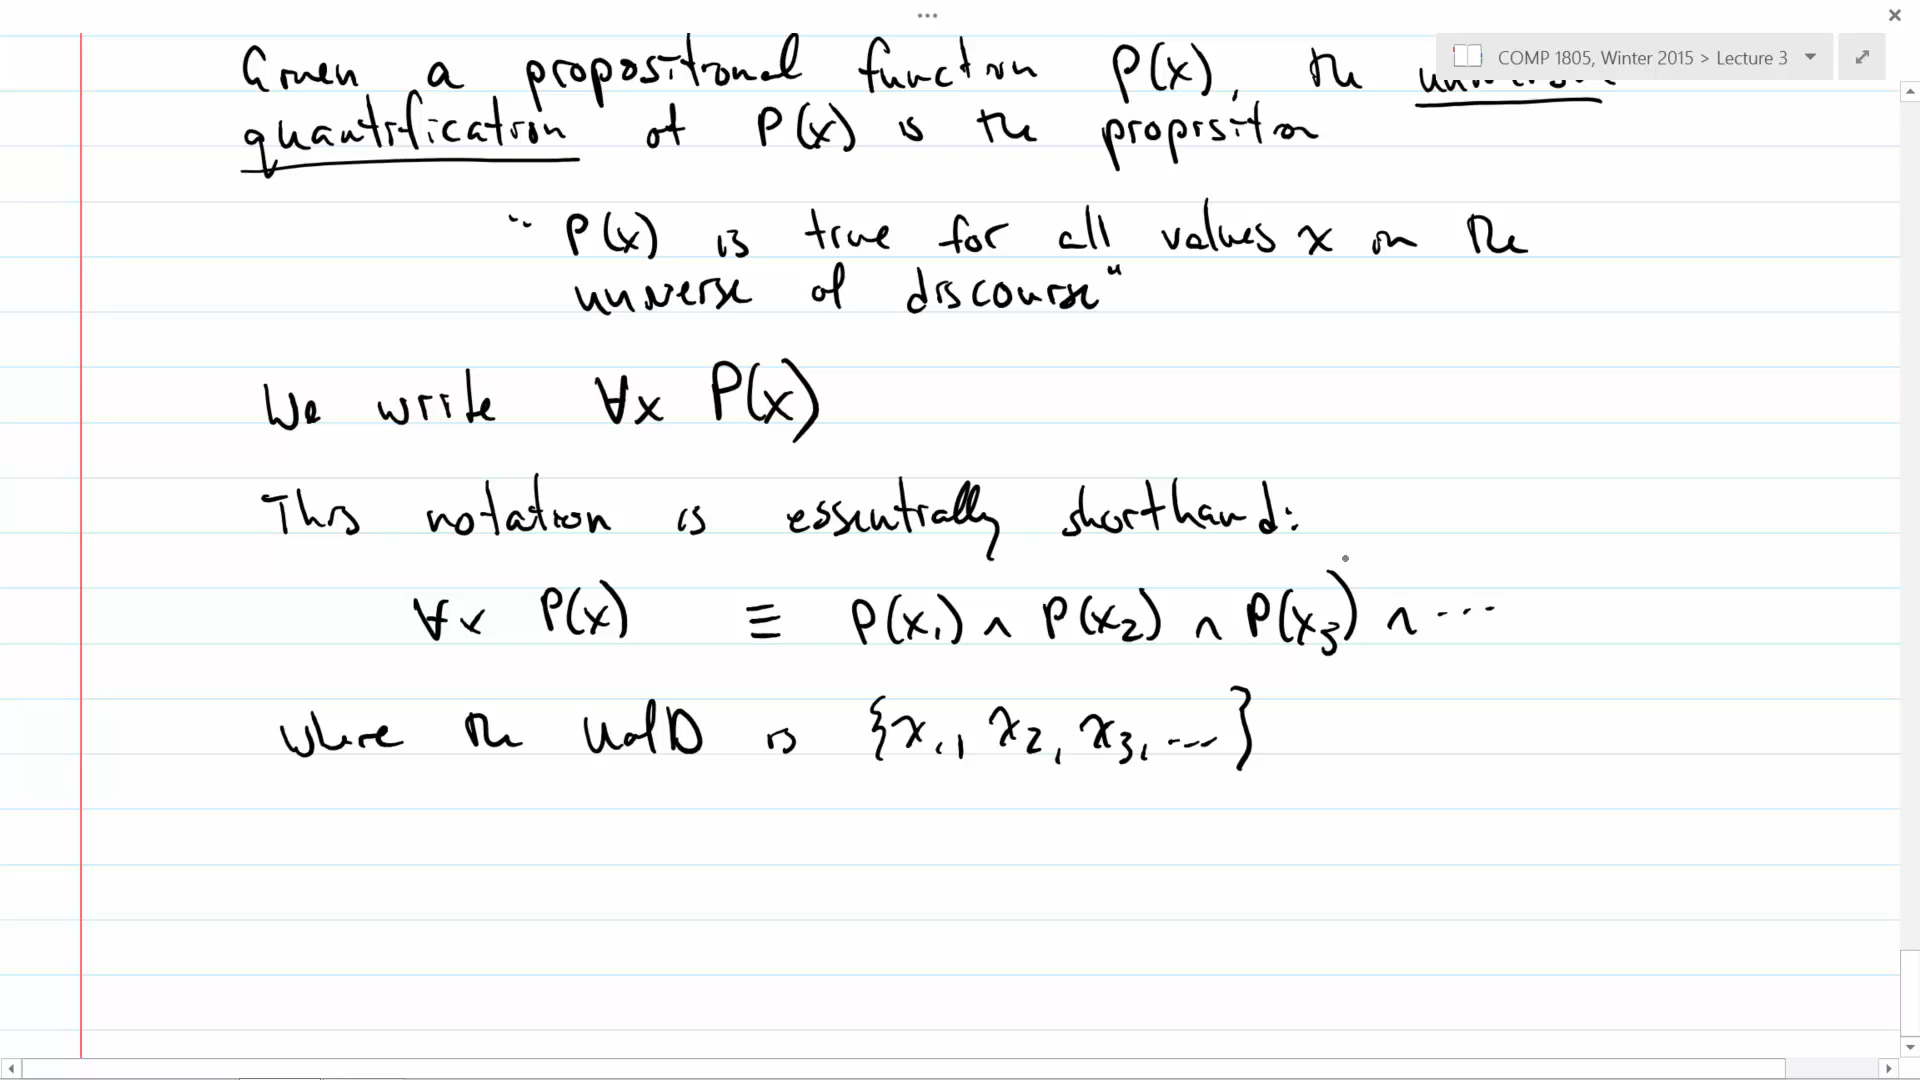 COMP 1805, Winter 2015 > Lecture 3
Given a propositional function P(x), the universal
quantification of P(x) is the proposition
"P(x) is true for all values x in the
universe of discourse"
We write ∀x P(x)
This notation is essentially shorthand:
∀x P(x) ≡ P(x₁) ∧ P(x₂) ∧ P(x₃) ∧ ...
where the UofD is {x₁, x₂, x₃, ...}